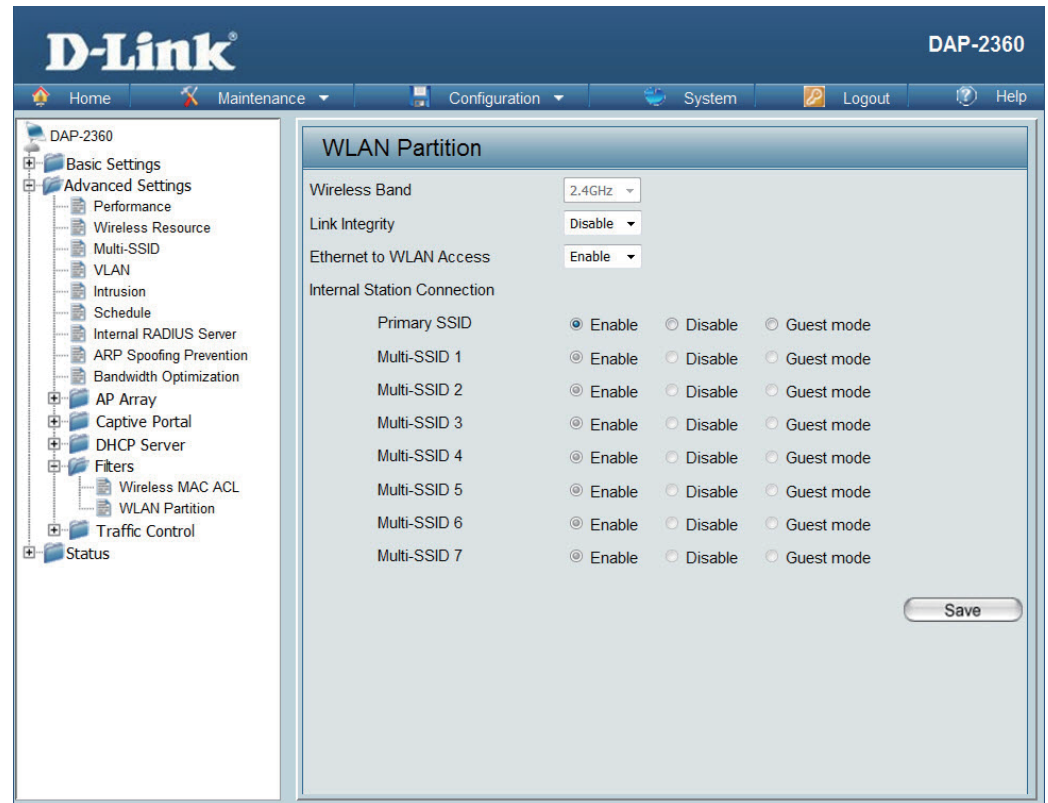 D-Link®
DAP-2360
Home Maintenance Configuration System Logout Help
DAP-2360
Basic Settings
Advanced Settings
Performance
Wireless Resource
Multi-SSID
VLAN
Intrusion
Schedule
Internal RADIUS Server
ARP Spoofing Prevention
Bandwidth Optimization
AP Array
Captive Portal
DHCP Server
Filters
Wireless MAC ACL
WLAN Partition
Traffic Control
Status
WLAN Partition
Wireless Band 2.4GHz
Link Integrity Disable
Ethernet to WLAN Access Enable
Internal Station Connection
Primary SSID Enable Disable Guest mode
Multi-SSID 1 Enable Disable Guest mode
Multi-SSID 2 Enable Disable Guest mode
Multi-SSID 3 Enable Disable Guest mode
Multi-SSID 4 Enable Disable Guest mode
Multi-SSID 5 Enable Disable Guest mode
Multi-SSID 6 Enable Disable Guest mode
Multi-SSID 7 Enable Disable Guest mode
Save